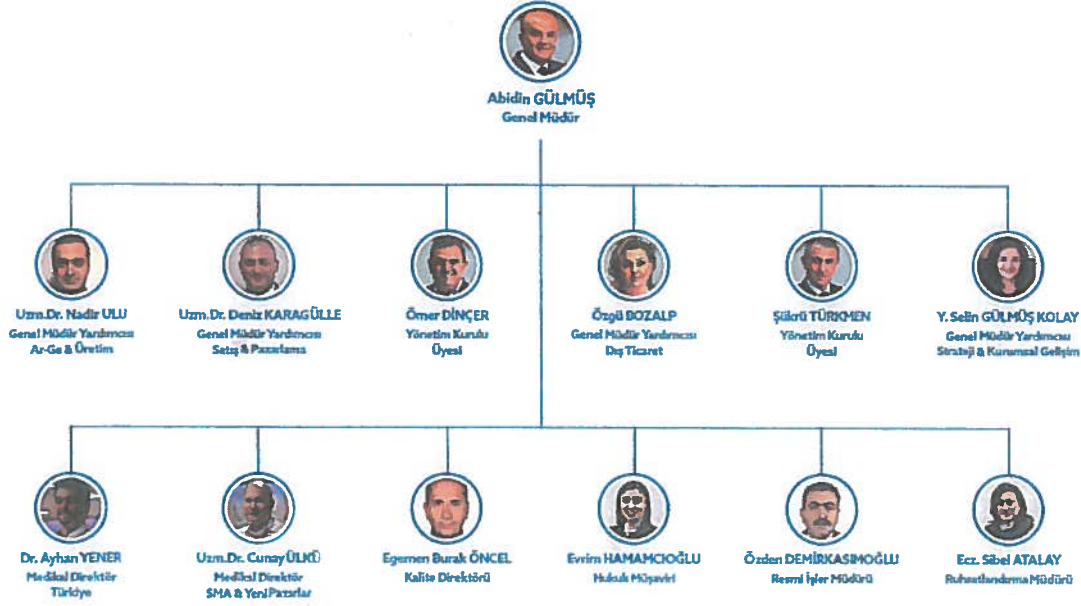 Abidin GÜLMÜŞ
Genel Müdür
Uzm.Dr. Nadir ULU
Genel Müdür Yardımcısı
Ar-Ge & Üretim
Uzm.Dr. Deniz KARAGÜLLE
Genel Müdür Yardımcısı
Satış & Pazarlama
Ömer DİNÇER
Yönetim Kurulu
Üyesi
Özgü BOZALP
Genel Müdür Yardımcısı
Dış Ticaret
Şükrü TÜRKMEN
Yönetim Kurulu
Üyesi
Y. Selin GÜLMÜŞ KOLAY
Genel Müdür Yardımcısı
Strateji & Kurumsal Gelişim
Dr. Ayhan YENER
Medikal Direktör
Türkiye
Uzm.Dr. Cunay ÜLKÜ
Medikal Direktör
SMA & Yeni Pazarlar
Egemen Burak ÖNCEL
Kalite Direktörü
Evrim HAMAMCIOĞLU
Hukuk Müşaviri
Özden DEMİRKASIMOĞLU
Resmi İşler Müdürü
Ecz. Sibel ATALAY
Ruhsatlandırma Müdürü